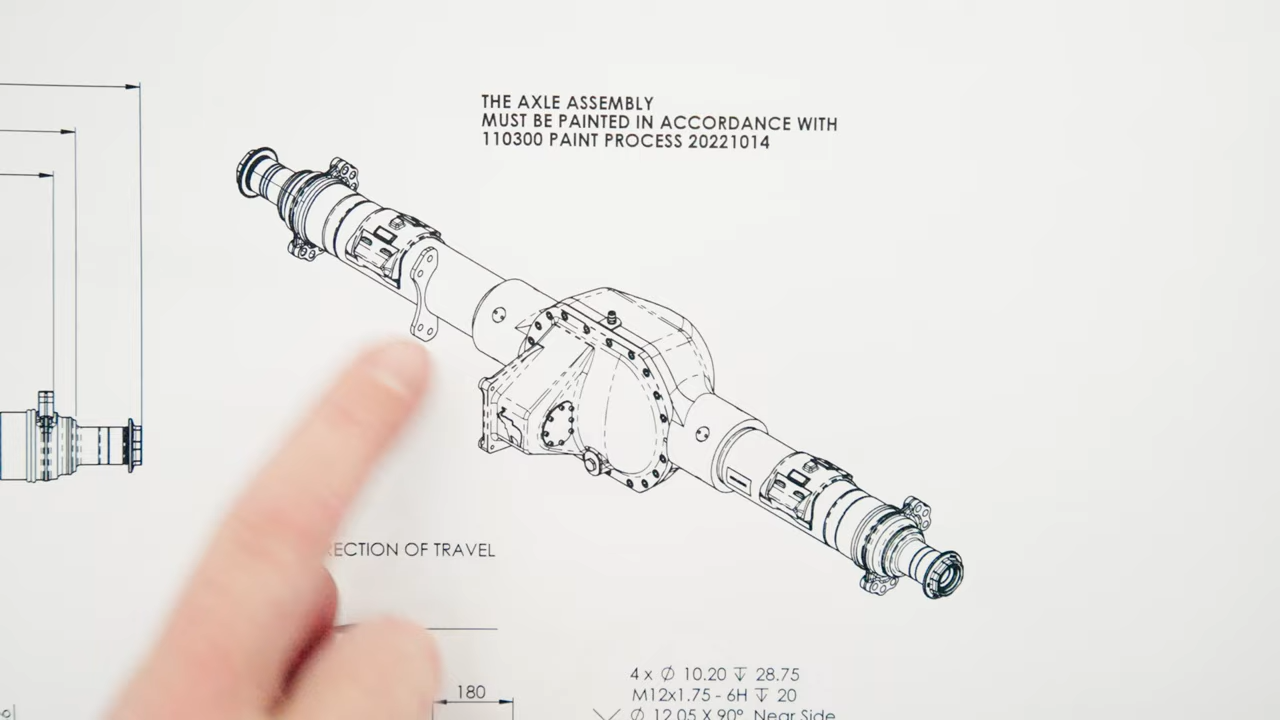 THE AXLE ASSEMBLY
MUST BE PAINTED IN ACCORDANCE WITH
110300 PAINT PROCESS 20221014
RECTION OF TRAVEL
180
4 x ∅ 10.20 ↧ 28.75
M12x1.75 - 6H ↧ 20
∅ 12.05 X 90° Near Side